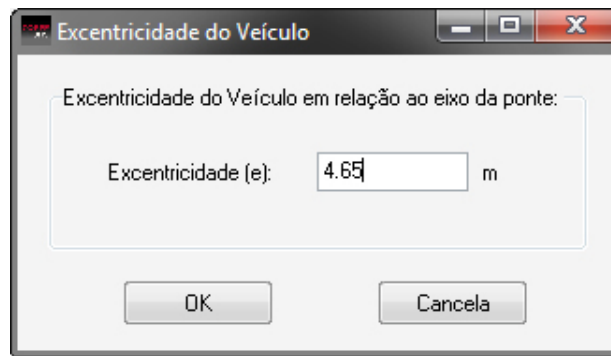 Excentricidade do Veículo
Excentricidade do Veículo em relação ao eixo da ponte:
Excentricidade (e): 4.65 m
OK Cancela